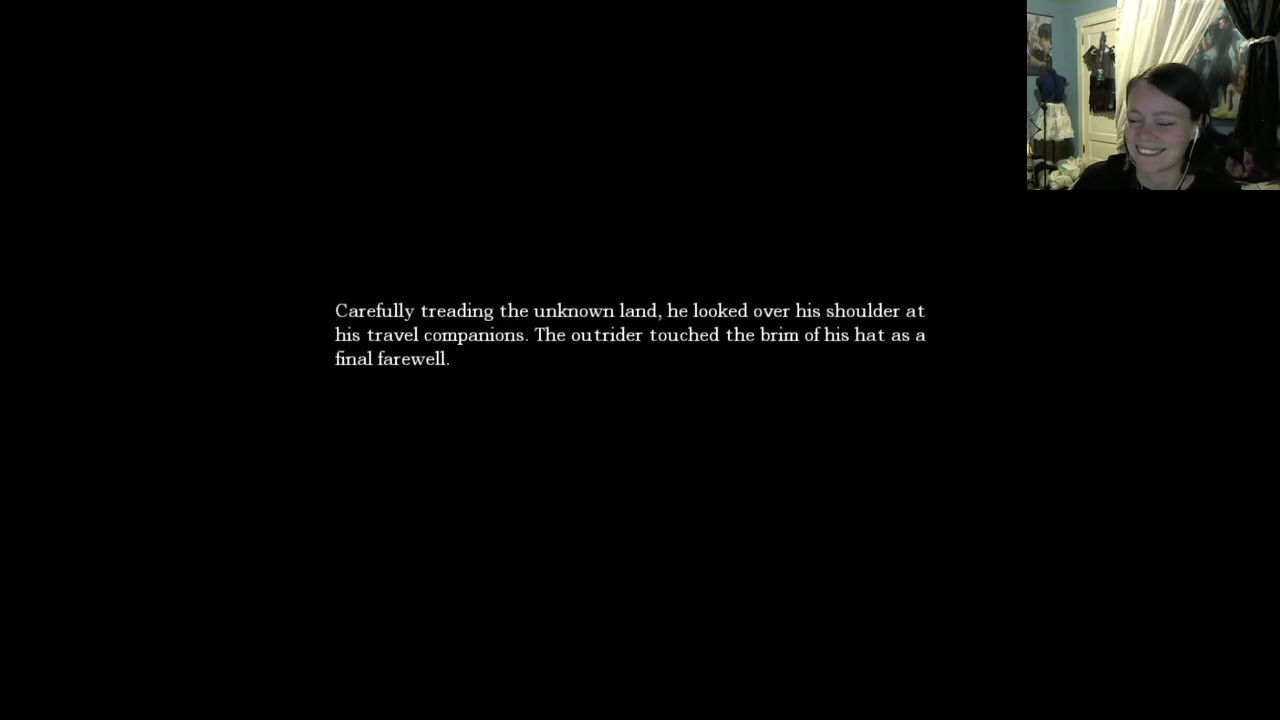 Carefully treading the unknown land, he looked over his shoulder at
his travel companions. The outrider touched the brim of his hat as a
final farewell.